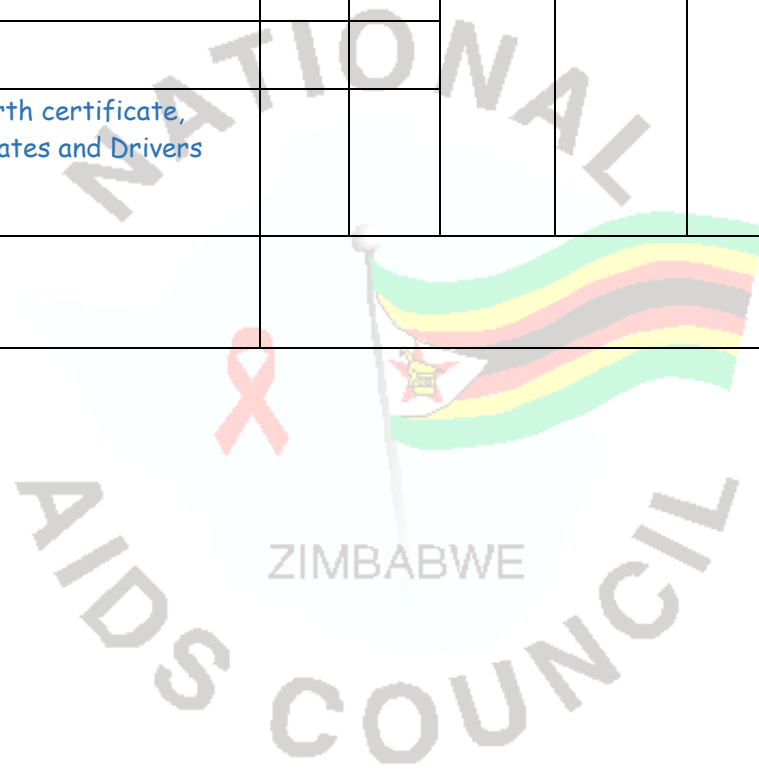 NATIONAL
rth certificate,
ates and Drivers
ZIMBABWE
AIDS COUNCIL